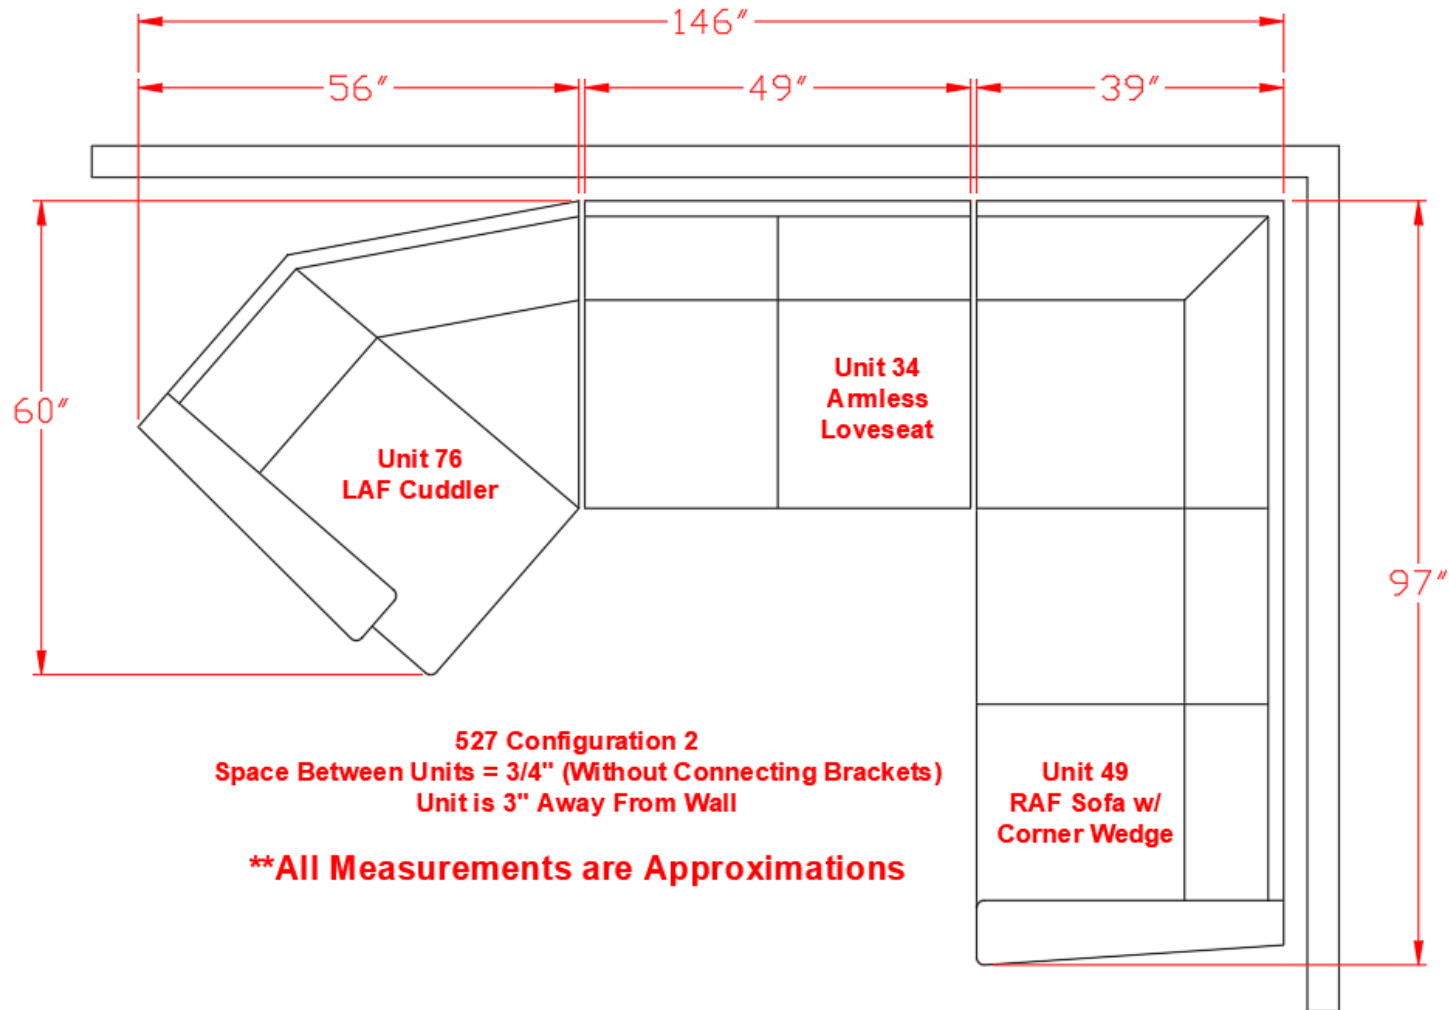 146"
56"
49"
39"
60"
97"
Unit 34
Armless
Loveseat
Unit 76
LAF Cuddler
527 Configuration 2
Space Between Units = 3/4" (Without Connecting Brackets)
Unit is 3" Away From Wall
Unit 49
RAF Sofa w/
Corner Wedge
**All Measurements are Approximations